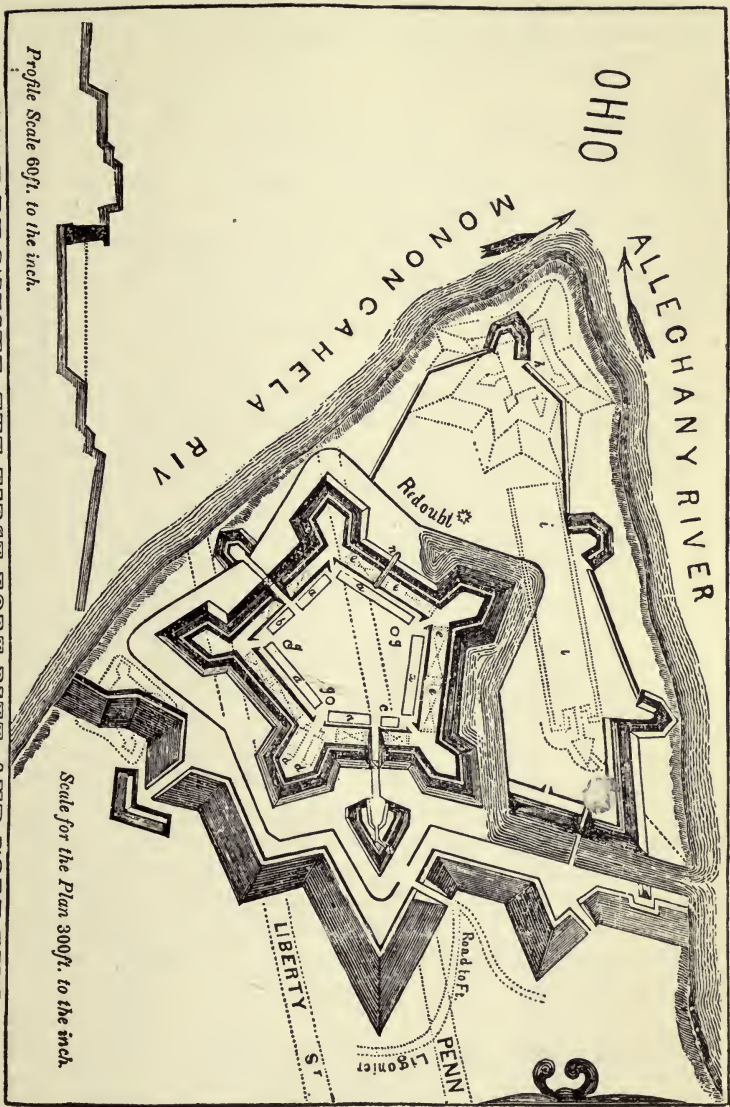 OHIO
ALLEGHANY RIVER
MONONGAHELA RIV
Redoubt
Profile Scale 60ft. to the inch.
Scale for the Plan 300ft. to the inch
LIBERTY ST
PENN
Road to Ft.
Ligonier